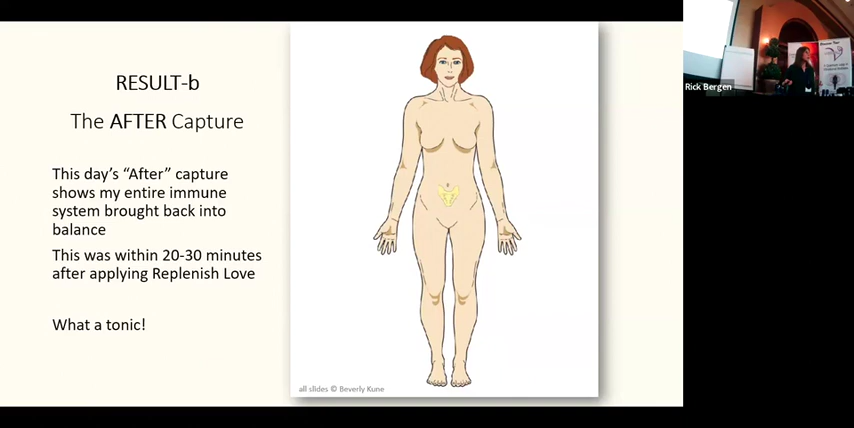 RESULT-b
The AFTER Capture
This day's “After” capture
shows my entire immune
system brought back into
balance
This was within 20-30 minutes
after applying Replenish Love
What a tonic!
all slides © Beverly Kune
Rick Bergen